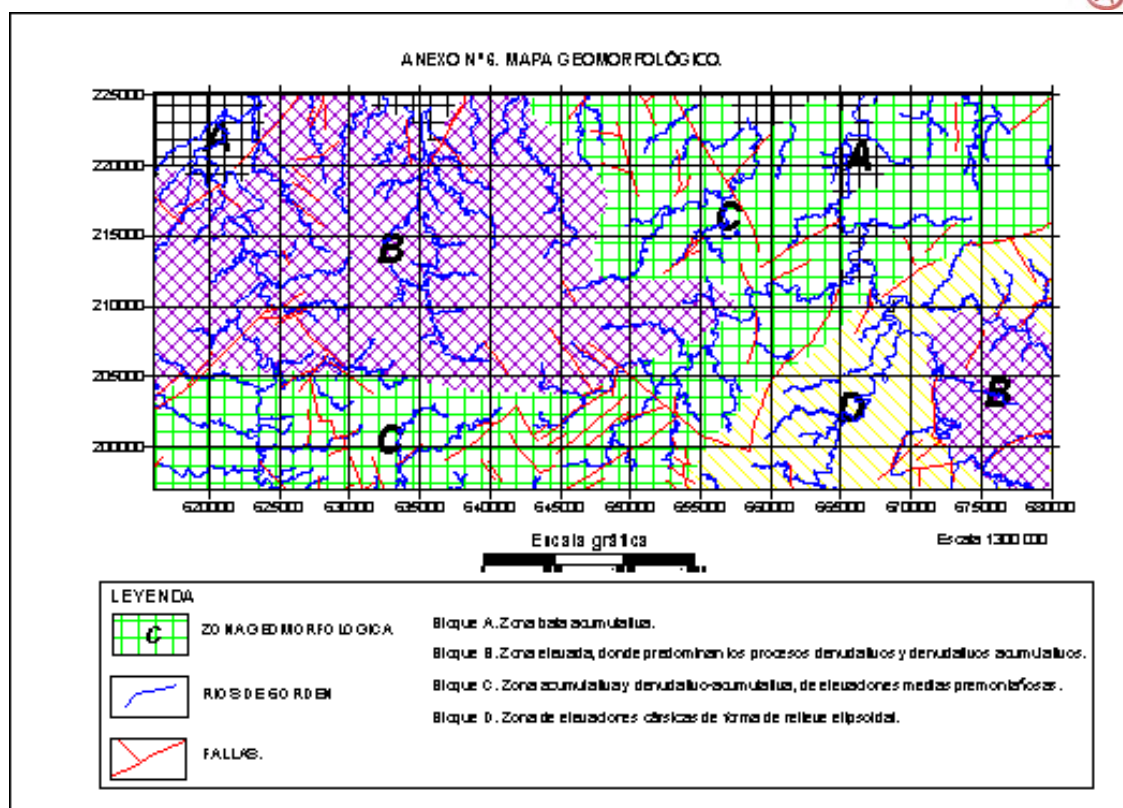 ANEXO Nº 6. MAPA GEOMORFOLÓGICO.
225000
220000
215000
210000
205000
200000
A
B
C
A
C
D
B
620000 625000 630000 635000 640000 645000 650000 655000 660000 665000 670000 675000 680000
Escala gráfica
Escala 1:300 000
LEYENDA
C
ZONA GEOMORFOLOGICA
RIOS DE 6 ORDEN
FALLAS.
Bloque A. Zona baja acumulativa.
Bloque B. Zona elevada, donde predominan los procesos denudativos y denudativos acumulativos.
Bloque C. Zona acumulativa y denudativo-acumulativa, de elevaciones medias premontañosas.
Bloque D. Zona de elevaciones cársicas de forma de relieve elipsoidal.